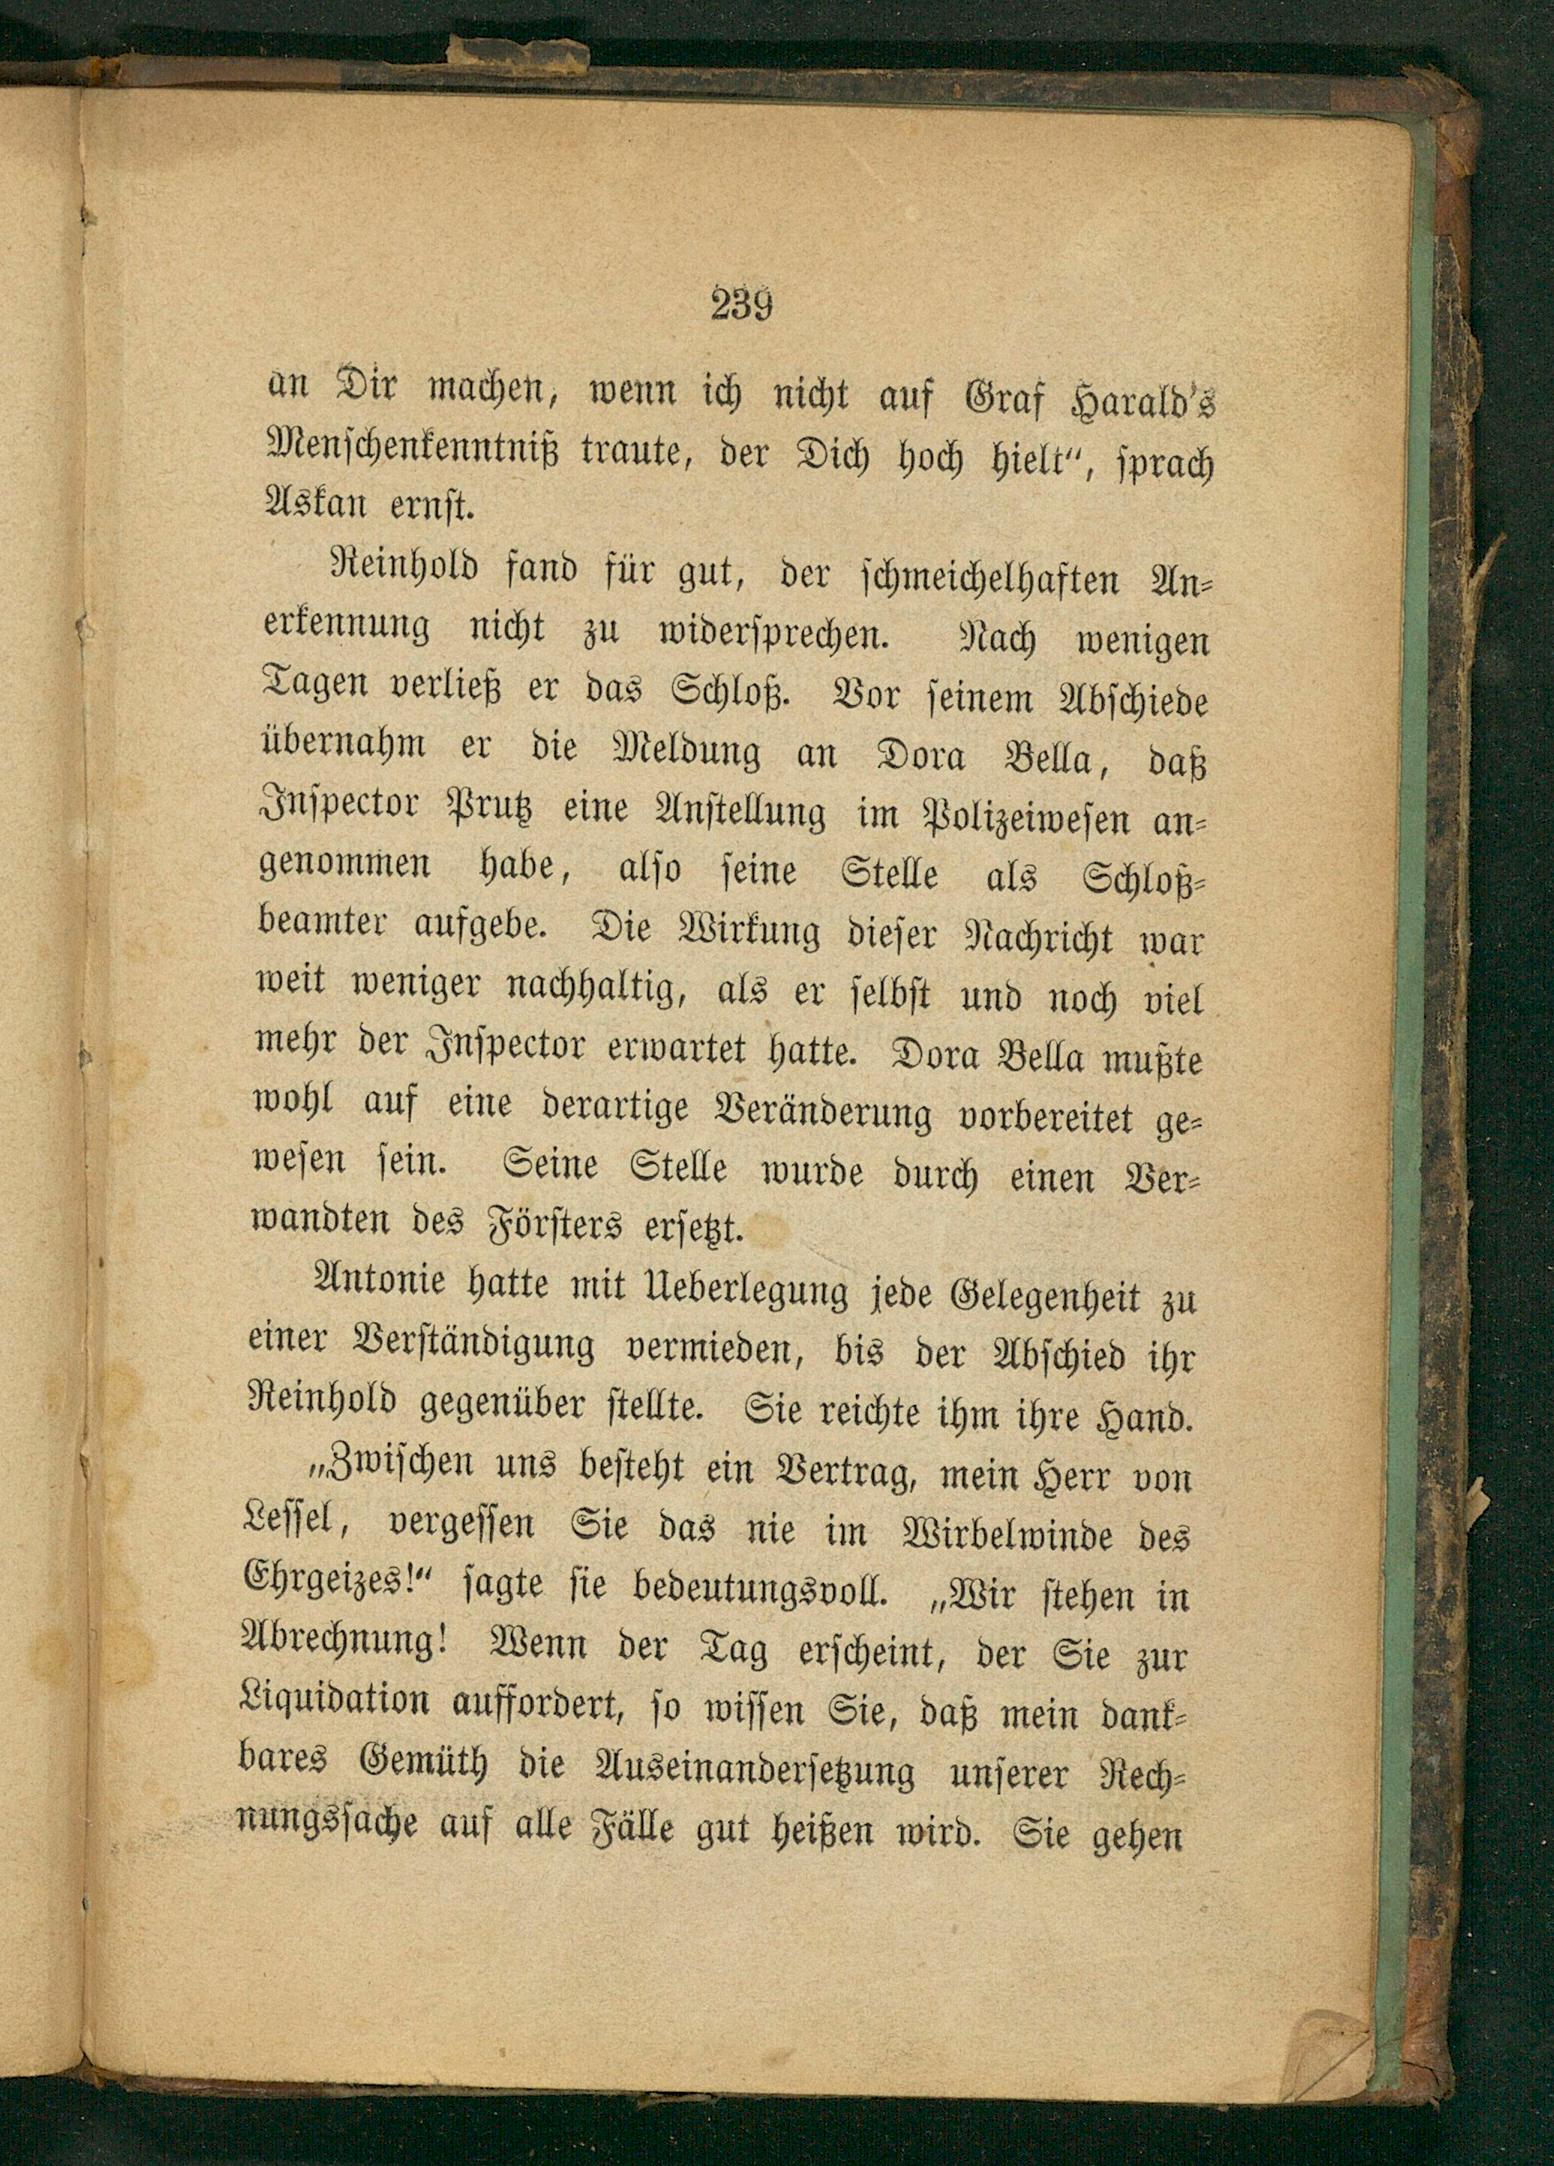 239
an Dir machen, wenn ich nicht auf Graf Harald's
Menschenkenntniß traute, der Dich hoch hielt“, sprach
Askan ernst.
Reinhold fand für gut, der schmeichelhaften An-
erkennung nicht zu widersprechen. Nach wenigen
Tagen verließ er das Schloß. Vor seinem Abschiede
übernahm er die Meldung an Dora Bella, daß
Inspector Prutz eine Anstellung im Polizeiwesen an-
genommen habe, also seine Stelle als Schloß-
beamter aufgebe. Die Wirkung dieser Nachricht war
weit weniger nachhaltig, als er selbst und noch viel
mehr der Inspector erwartet hatte. Dora Bella mußte
wohl auf eine derartige Veränderung vorbereitet ge-
wesen sein. Seine Stelle wurde durch einen Ver-
wandten des Försters ersetzt.
Antonie hatte mit Ueberlegung jede Gelegenheit zu
einer Verständigung vermieden, bis der Abschied ihr
Reinhold gegenüber stellte. Sie reichte ihm ihre Hand.
„Zwischen uns besteht ein Vertrag, mein Herr von
Lessel, vergessen Sie das nie im Wirbelwinde des
Ehrgeizes!“ sagte sie bedeutungsvoll. „Wir stehen in
Abrechnung! Wenn der Tag erscheint, der Sie zur
Liquidation auffordert, so wissen Sie, daß mein dank-
bares Gemüth die Auseinandersetzung unserer Rech-
nungssache auf alle Fälle gut heißen wird. Sie gehen